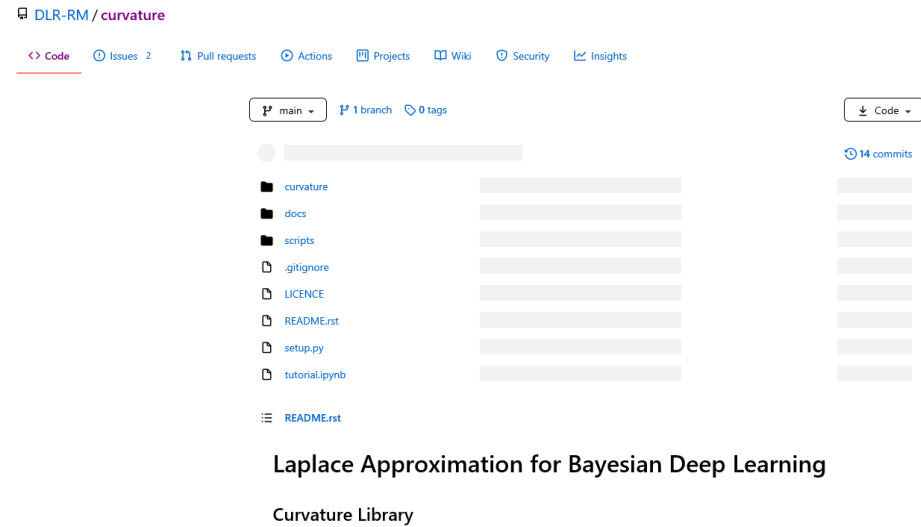 DLR-RM / curvature
Code Issues 2 Pull requests Actions Projects Wiki Security Insights
main 1 branch 0 tags Code
14 commits
curvature
docs
scripts
.gitignore
LICENCE
README.rst
setup.py
tutorial.ipynb
README.rst
Laplace Approximation for Bayesian Deep Learning
Curvature Library